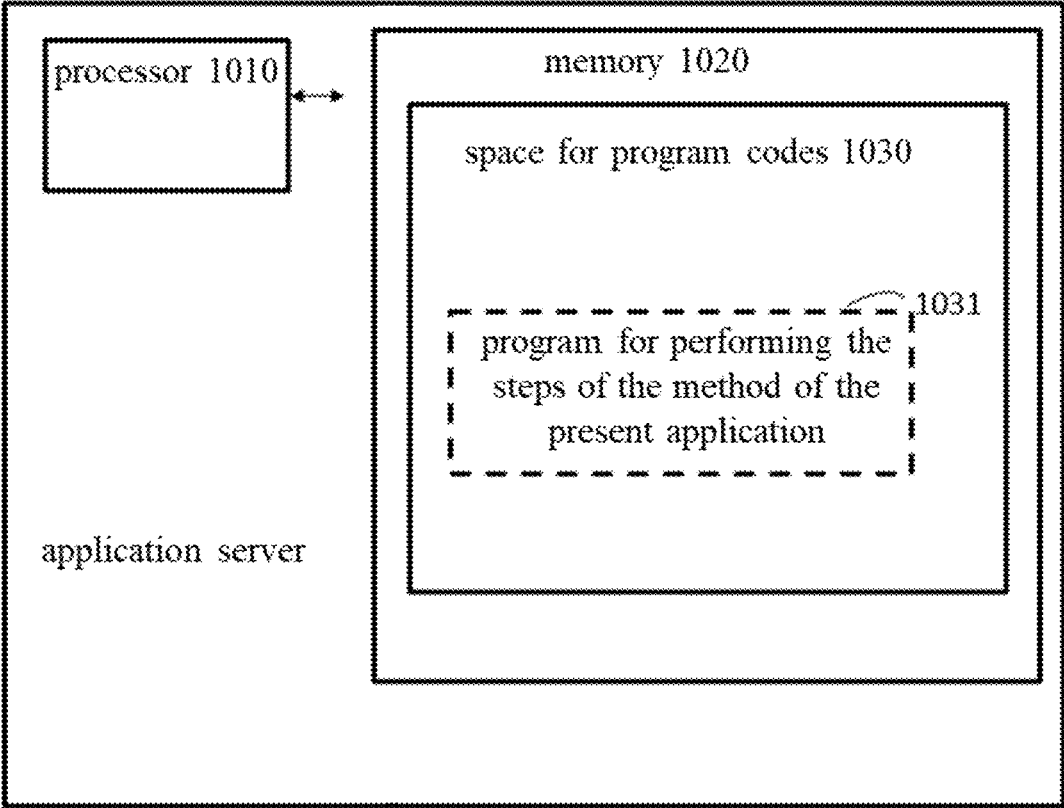 processor 1010
memory 1020
space for program codes 1030
1031
program for performing the
steps of the method of the
present application
application server